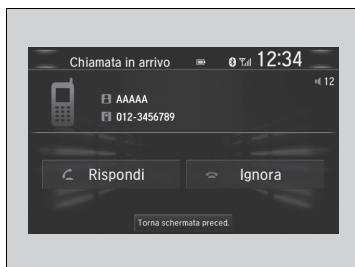 Chiamata in arrivo 12:34
12
AAAAA
012-3456789
Rispondi Ignora
Torna schermata preced.